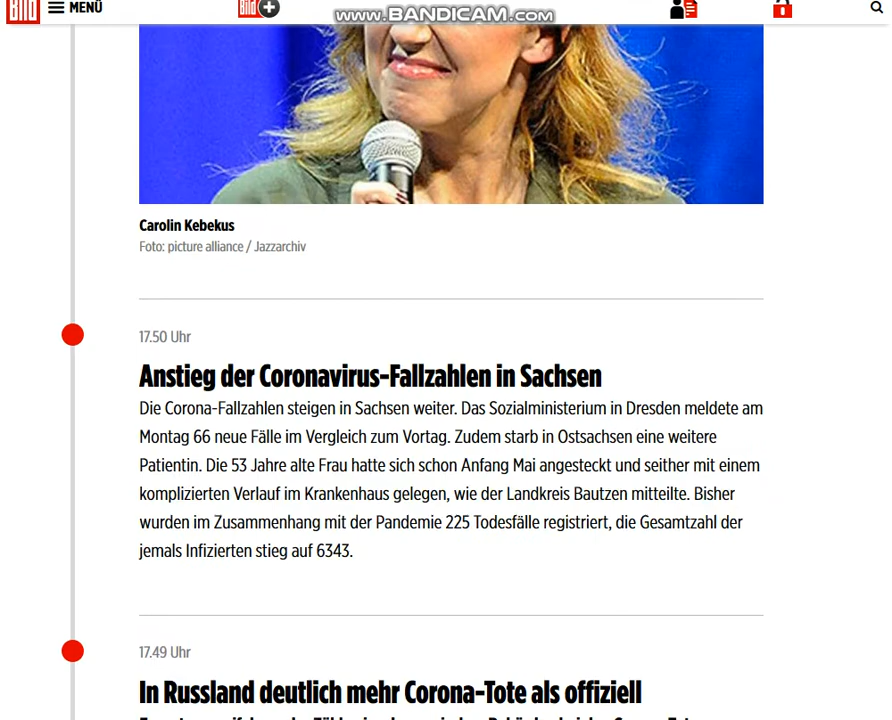 Bild MENÜ Bild+ WWW.BANDICAM.COM
Carolin Kebekus
Foto: picture alliance / Jazzarchiv
17.50 Uhr
Anstieg der Coronavirus-Fallzahlen in Sachsen
Die Corona-Fallzahlen steigen in Sachsen weiter. Das Sozialministerium in Dresden meldete am
Montag 66 neue Fälle im Vergleich zum Vortag. Zudem starb in Ostsachsen eine weitere
Patientin. Die 53 Jahre alte Frau hatte sich schon Anfang Mai angesteckt und seither mit einem
komplizierten Verlauf im Krankenhaus gelegen, wie der Landkreis Bautzen mitteilte. Bisher
wurden im Zusammenhang mit der Pandemie 225 Todesfälle registriert, die Gesamtzahl der
jemals Infizierten stieg auf 6343.
17.49 Uhr
In Russland deutlich mehr Corona-Tote als offiziell